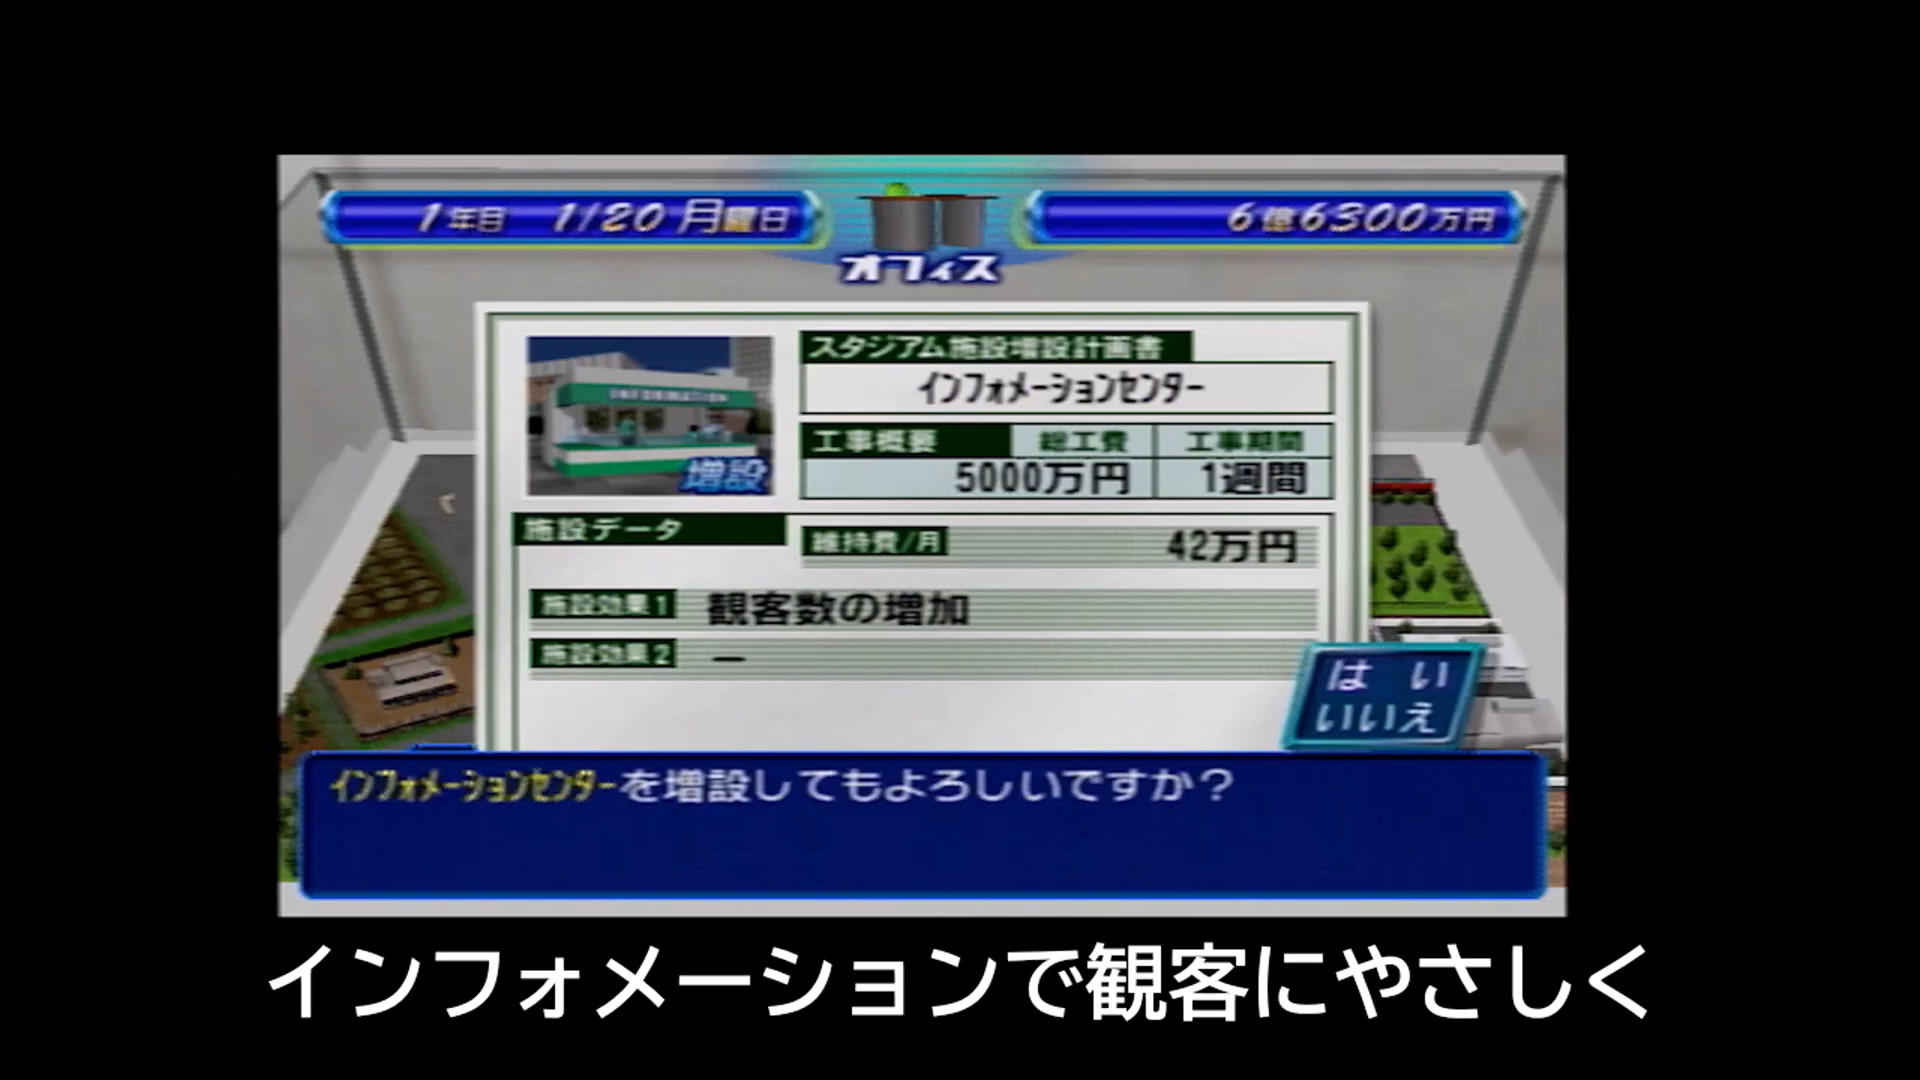 1年目 1/20 月曜日
6億6300万円
オフィス
INFORMATION
増設
スタジアム施設増設計画書
インフォメーションセンター
工事概要 総工費 工事期間
5000万円 1週間
施設データ
維持費/月 42万円
施設効果1 観客数の増加
施設効果2 ー
はい
いいえ
インフォメーションセンターを増設してもよろしいですか？
インフォメーションで観客にやさしく